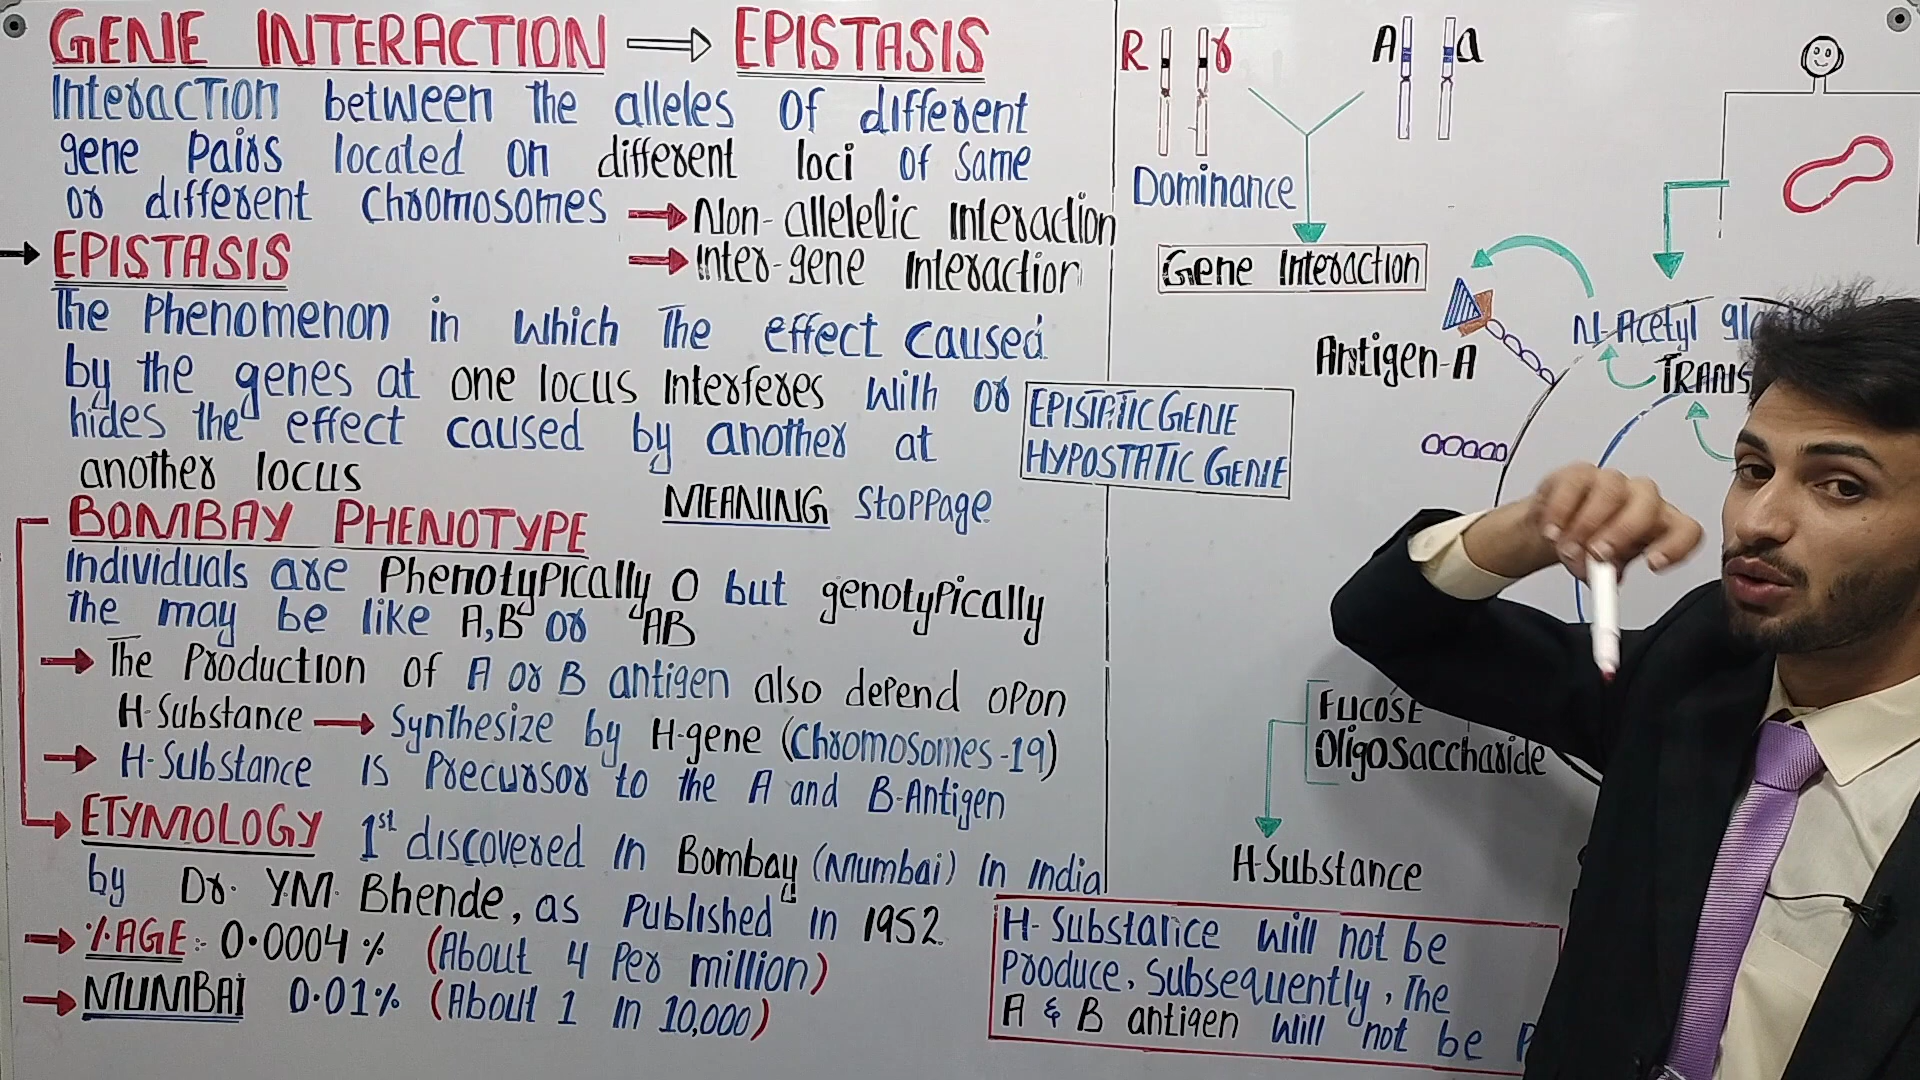 GENE INTERACTION → EPISTASIS
Interaction between the alleles of different
gene Pairs located on different loci of Same
or different Chromosomes → Non-allelelic Interaction
→ Inter-gene Interaction
→ EPISTASIS
The Phenomenon in which The effect Caused
by the genes at one locus Interferes with or
hides the effect caused by another at
another locus
EPISTATIC GENE
HYPOSTATIC GENE
MEANING Stoppage
BOMBAY PHENOTYPE
Individuals are Phenotypically O but genotypically
The may be like A,B or AB
→ The Production of A or B antigen also depend opon
H-Substance → Synthesize by H-gene (Chromosomes-19)
→ H-Substance is Precursor to the A and B-Antigen
ETYMOLOGY 1st discovered in Bombay (Mumbai) in India
by Dr. Y.M. Bhende, as Published in 1952.
→ %AGE:- 0.0004% (About 4 Per million)
→ MUMBAI 0.01% (About 1 in 10,000)
R r A a
Dominance
Gene Interaction
Antigen-A
N-Acetyl
TRANS
FUCOSE
OligoSaccharide
H-Substance
H-Substance will not be
Produce, Subsequently, The
A & B antigen will not be P